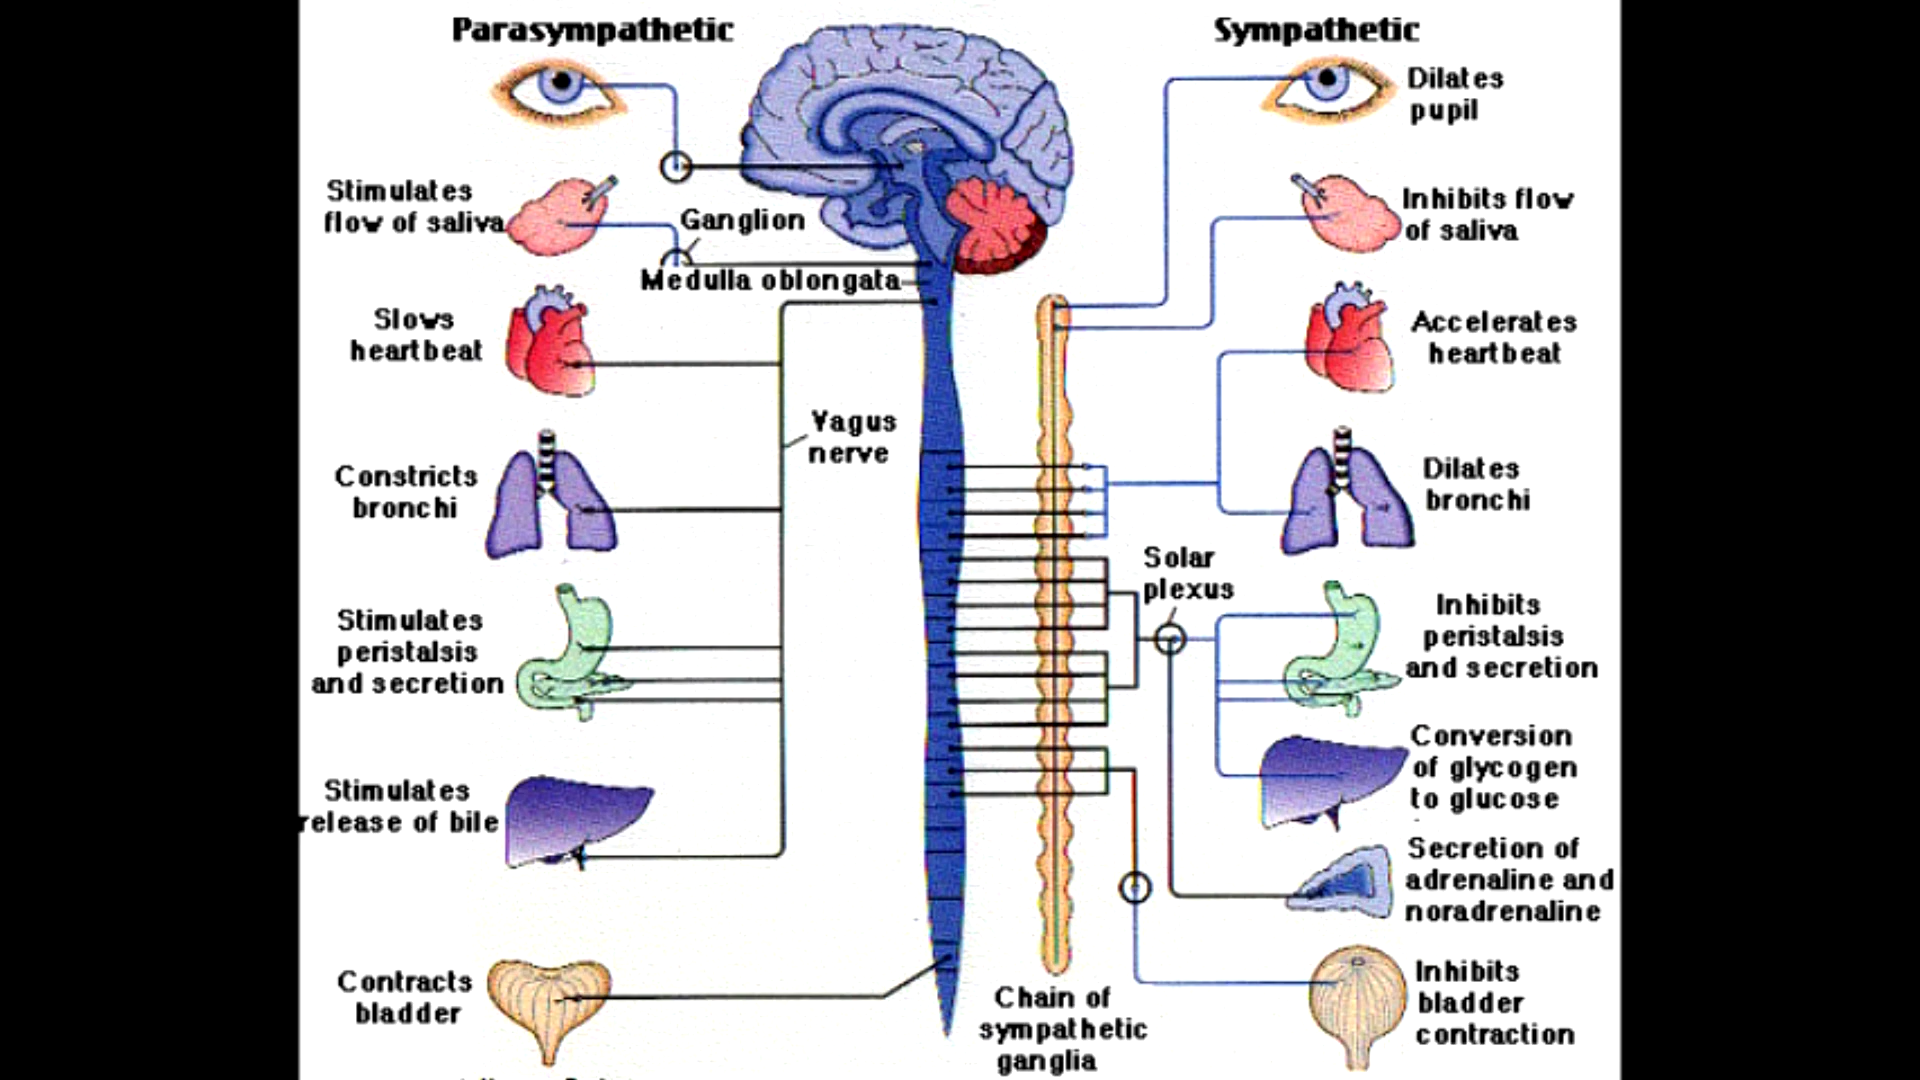 Parasympathetic
Sympathetic
Dilates
pupil
Stimulates
flow of saliva
Ganglion
Inhibits flow
of saliva
Medulla oblongata
Slows
heartbeat
Accelerates
heartbeat
Vagus
nerve
Constricts
bronchi
Dilates
bronchi
Solar
plexus
Stimulates
peristalsis
and secretion
Inhibits
peristalsis
and secretion
Conversion
of glycogen
to glucose
Stimulates
release of bile
Secretion of
adrenaline and
noradrenaline
Contracts
bladder
Chain of
sympathetic
ganglia
Inhibits
bladder
contraction